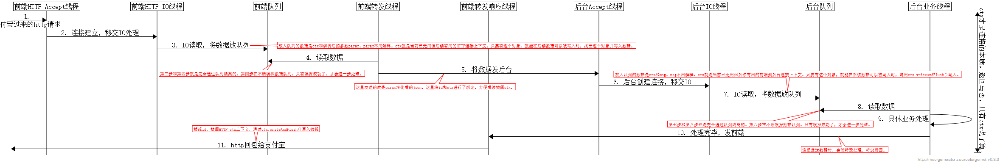 前端HTTP Accept线程
前端HTTP IO线程
前端队列
前端转发线程
前端转发响应线程
后台Accept线程
后台IO线程
后台队列
后台业务线程
1.
付宝过来的http请求
2. 连接建立，移交IO处理
3. IO读取，将数据放队列
放入队列的数据是ctx和解析后的参数param。param不用解释。ctx就是当前已无用但后续有用的HTTP连接上下文。只要有这个对象，就能在后续数据可以被写入时，找出这个对象并写入数据。
4. 读取数据
第三步和第四步就是完全通过队列隔离的。第四步在不断嗅探数据队列。只有嗅探成功了，才会进一步处理。
5. 将数据发后台
这里发送的就是param转化后的json。这里将id和ctx进行了绑定。方便后续找回ctx。
放入队列的数据是ctx和msg。msg不用解释。ctx就是当前已无用但后续有用的前端到后台连接上下文。只要有这个对象，就能在后续数据可以被写入时，调用ctx.writeAndFlush()写入。
6. 后台创建连接，移交IO
7. IO读取，将数据放队列
8. 读取数据
第七步和第八步也是完全通过队列隔离的。第八步在不断嗅探数据队列。只有嗅探成功了，才会进一步处理。
9. 具体业务处理
10. 处理完毕，发前端
这里发送数据时，会做特殊处理，将id带回。
根据id，找回HTTP ctx上下文，通过ctx.writeAndFlush()写入数据
11. http回包给支付宝
ctx才是连接的本质。返回与否，只有ctx说了算。
http://msc-generator.sourceforge.net v6.3.3